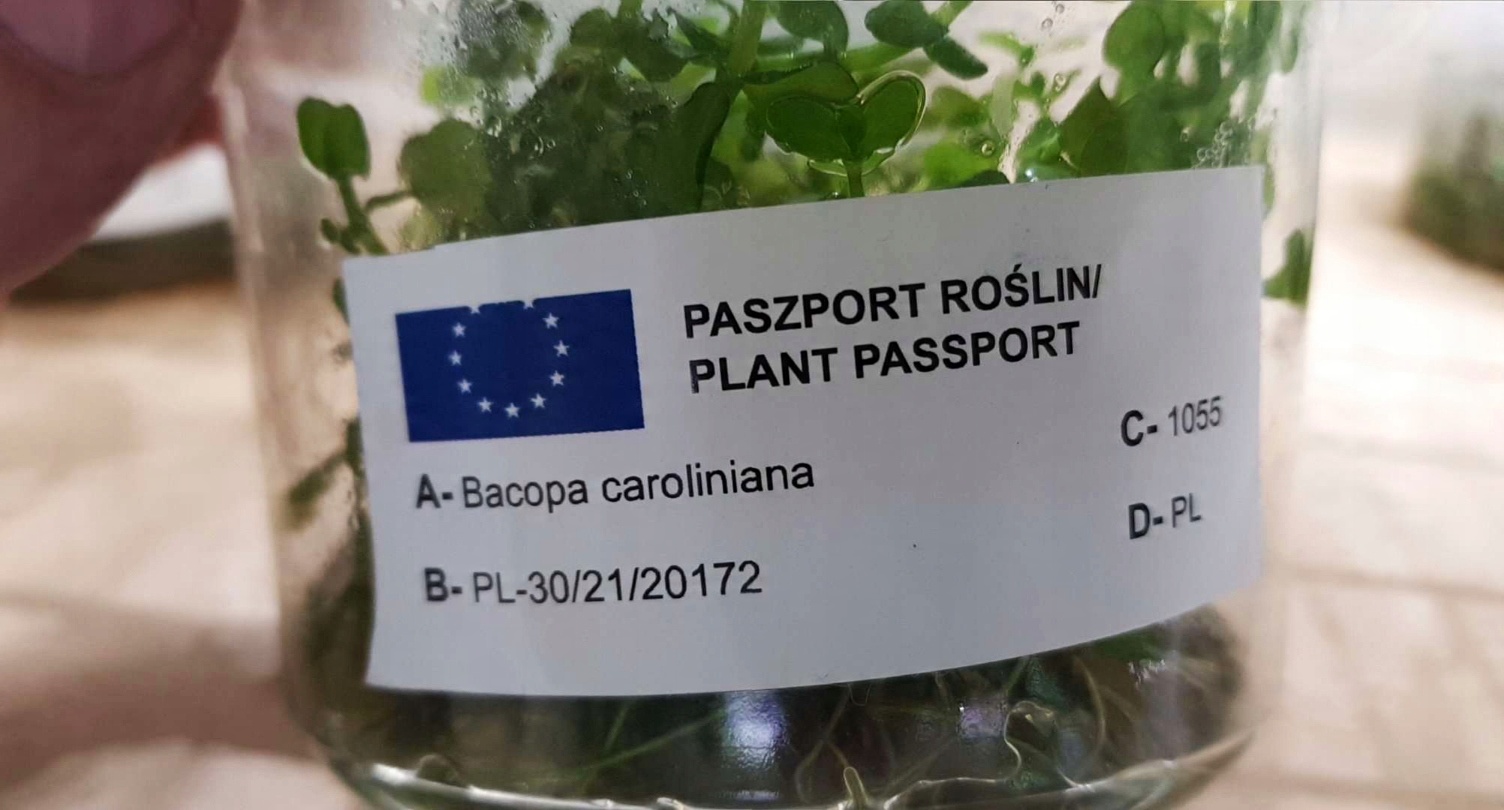 PASZPORT ROŚLIN/
PLANT PASSPORT
A- Bacopa caroliniana
B- PL-30/21/20172
C- 1055
D- PL